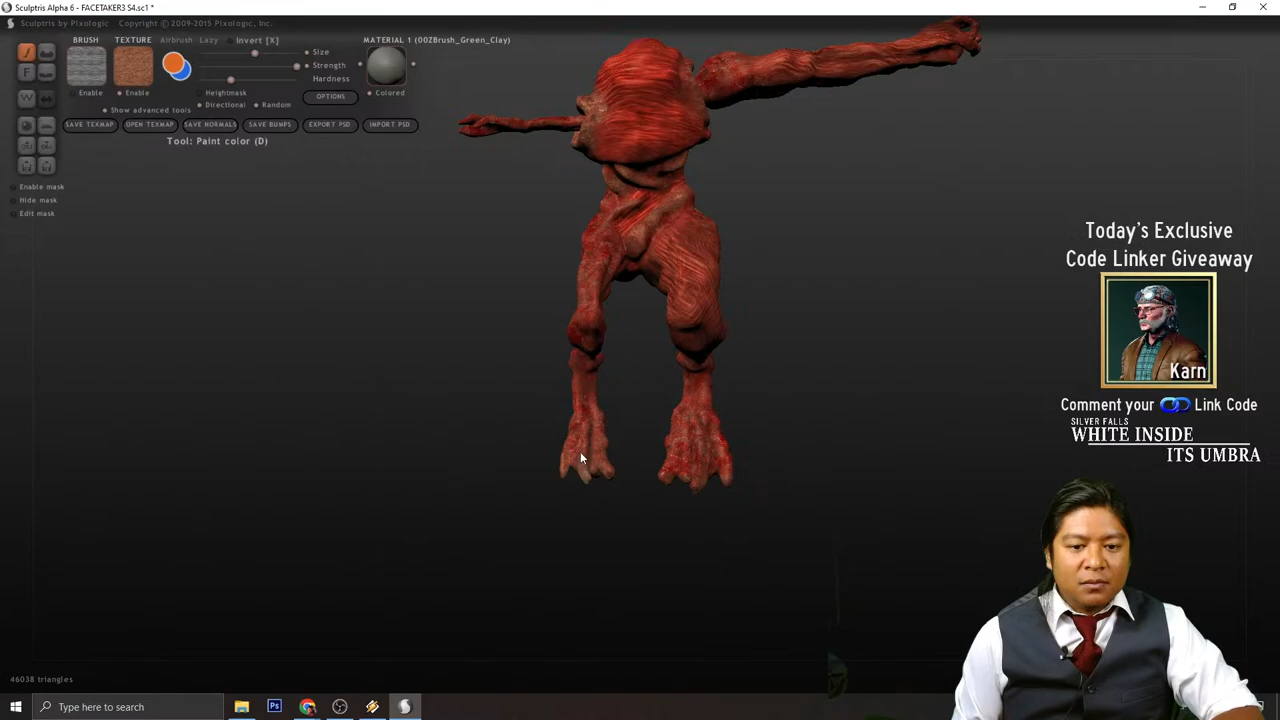 Sculptris Alpha 6 - FACETAKER3 S4.sc1 *
Sculptris by Pixologic Copyright © 2009-2015 Pixologic, Inc.
BRUSH TEXTURE Airbrush Lazy Invert [X] MATERIAL 1 (00ZBrush_Green_Clay)
Size
Strength
Hardness
Enable Enable Heightmask Colored
OPTIONS
Directional Random
Show advanced tools
SAVE TEXMAP OPEN TEXMAP SAVE NORMALS SAVE BUMPS EXPORT PSD IMPORT PSD
Tool: Paint color (D)
F
W
OBJ OBJ
Enable mask
Hide mask
Edit mask
Today's Exclusive
Code Linker Giveaway
Karn
Comment your Link Code
SILVER FALLS
WHITE INSIDE
ITS UMBRA
46038 triangles
Type here to search
Ps